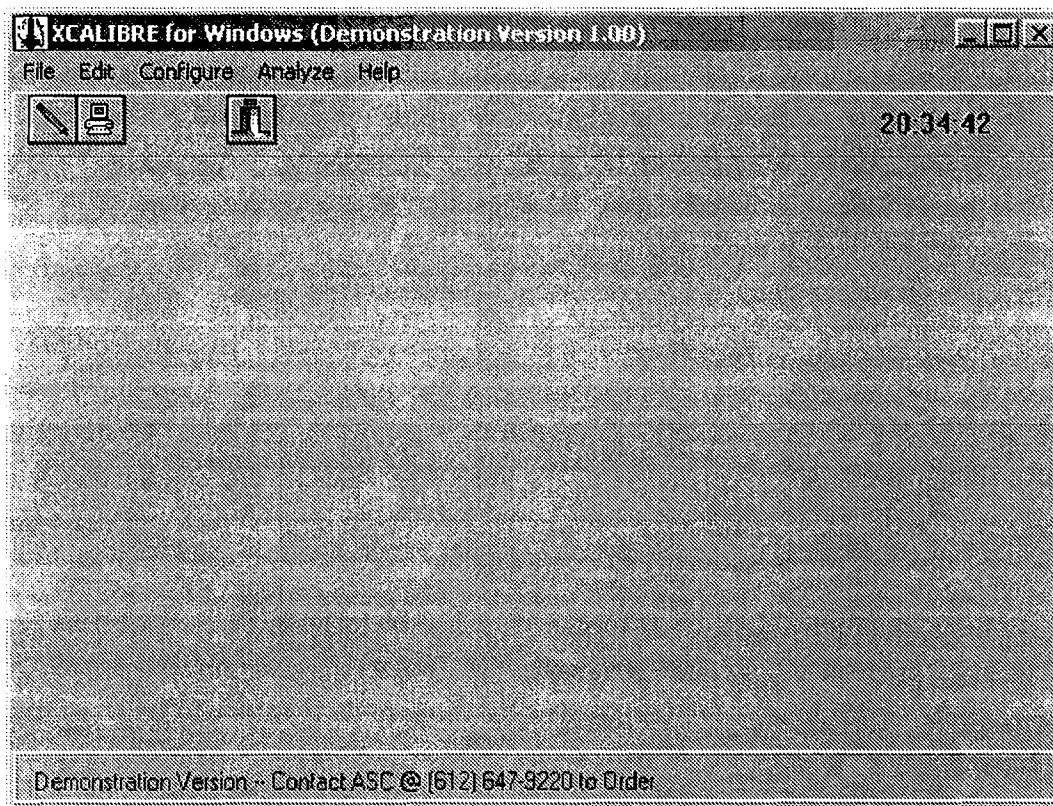 XCALIBRE for Windows (Demonstration Version 1.00)
File Edit Configure Analyze Help
20:34:42
Demonstration Version -- Contact ASC @ (612) 647-9220 to Order